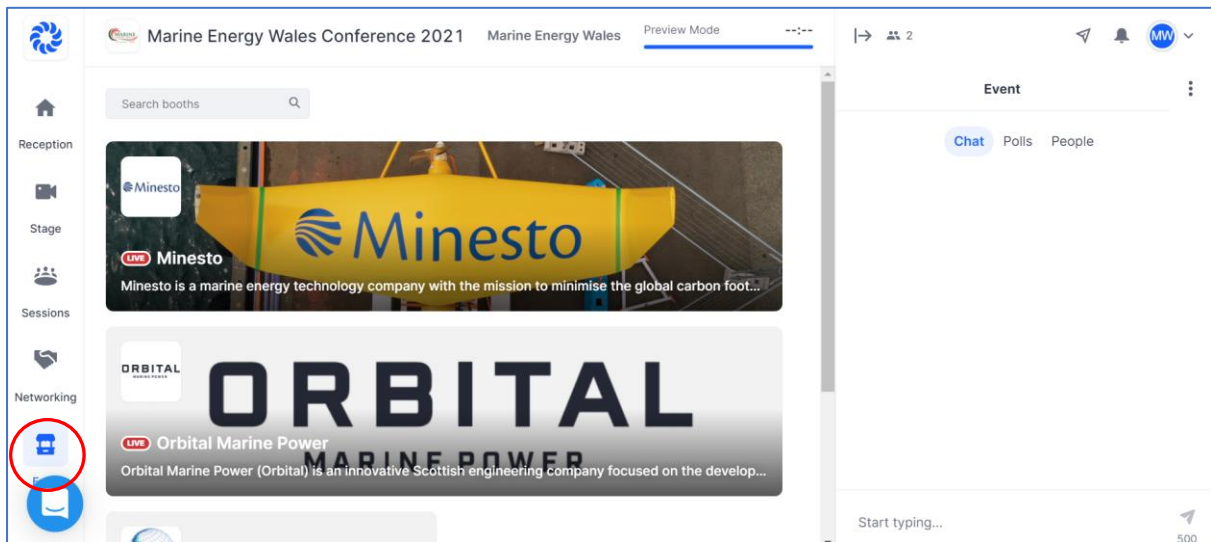 Marine Energy Wales Conference 2021 Marine Energy Wales Preview Mode --:--
2
MW
Reception
Stage
Sessions
Networking
Search booths
Minesto
Minesto
LIVE Minesto
Minesto is a marine energy technology company with the mission to minimise the global carbon foot...
ORBITAL
MARINE POWER
ORBITAL
MARINE POWER
LIVE Orbital Marine Power
Orbital Marine Power (Orbital) is an innovative Scottish engineering company focused on the develop...
Event
Chat Polls People
Start typing...
500